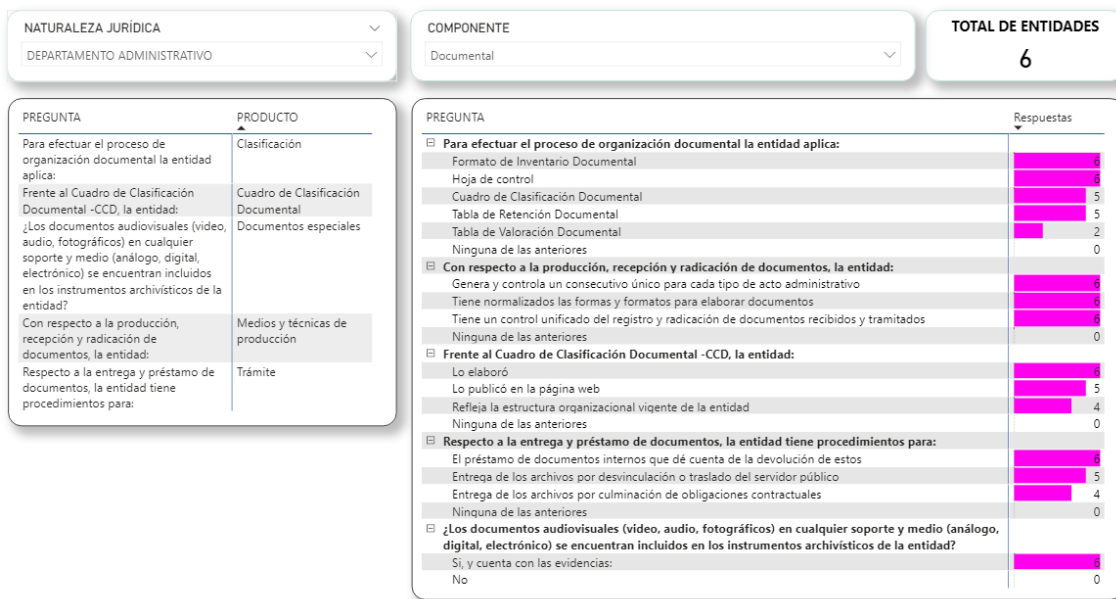 NATURALEZA JURÍDICA
DEPARTAMENTO ADMINISTRATIVO
COMPONENTE
Documental
TOTAL DE ENTIDADES
6
PREGUNTA PRODUCTO
Para efectuar el proceso de Clasificación
organización documental la entidad
aplica:
Frente al Cuadro de Clasificación Cuadro de Clasificación
Documental -CCD, la entidad: Documental
¿Los documentos audiovisuales (video, Documentos especiales
audio, fotográficos) en cualquier
soporte y medio (análogo, digital,
electrónico) se encuentran incluidos
en los instrumentos archivísticos de la
entidad?
Con respecto a la producción, Medios y técnicas de
recepción y radicación de producción
documentos, la entidad:
Respecto a la entrega y préstamo de Trámite
documentos, la entidad tiene
procedimientos para:
PREGUNTA Respuestas
Para efectuar el proceso de organización documental la entidad aplica:
Formato de Inventario Documental 6
Hoja de control 6
Cuadro de Clasificación Documental 5
Tabla de Retención Documental 5
Tabla de Valoración Documental 2
Ninguna de las anteriores 0
Con respecto a la producción, recepción y radicación de documentos, la entidad:
Genera y controla un consecutivo único para cada tipo de acto administrativo 6
Tiene normalizados las formas y formatos para elaborar documentos 6
Tiene un control unificado del registro y radicación de documentos recibidos y tramitados 6
Ninguna de las anteriores 0
Frente al Cuadro de Clasificación Documental -CCD, la entidad:
Lo elaboró 6
Lo publicó en la página web 5
Refleja la estructura organizacional vigente de la entidad 4
Ninguna de las anteriores 0
Respecto a la entrega y préstamo de documentos, la entidad tiene procedimientos para:
El préstamo de documentos internos que dé cuenta de la devolución de estos 6
Entrega de los archivos por desvinculación o traslado del servidor público 5
Entrega de los archivos por culminación de obligaciones contractuales 4
Ninguna de las anteriores 0
¿Los documentos audiovisuales (video, audio, fotográficos) en cualquier soporte y medio (análogo,
digital, electrónico) se encuentran incluidos en los instrumentos archivísticos de la entidad?
Si, y cuenta con las evidencias: 6
No 0